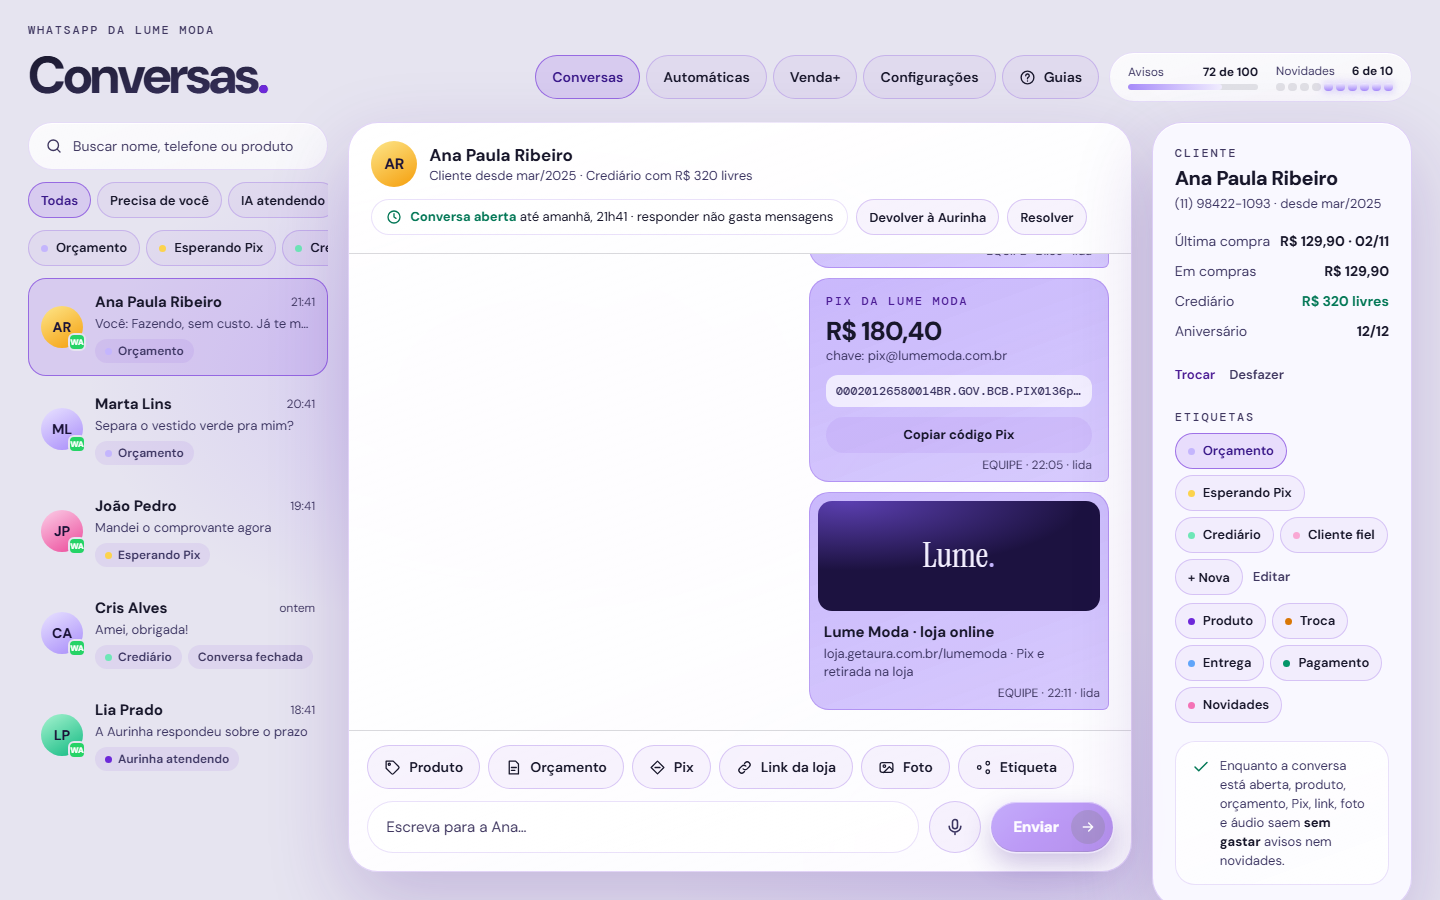 WHATSAPP DA LUME MODA
Conversas.
Conversas
Automáticas
Venda+
Configurações
Guias
Avisos 72 de 100
Novidades 6 de 10
Buscar nome, telefone ou produto
Todas
Precisa de você
IA atendendo
Orçamento
Esperando Pix
Cre
AR
WA
Ana Paula Ribeiro 21:41
Você: Fazendo, sem custo. Já te m…
Orçamento
ML
WA
Marta Lins 20:41
Separa o vestido verde pra mim?
Orçamento
JP
WA
João Pedro 19:41
Mandei o comprovante agora
Esperando Pix
CA
WA
Cris Alves ontem
Amei, obrigada!
Crediário
Conversa fechada
LP
WA
Lia Prado 18:41
A Aurinha respondeu sobre o prazo
Aurinha atendendo
AR
Ana Paula Ribeiro
Cliente desde mar/2025 · Crediário com R$ 320 livres
Conversa aberta até amanhã, 21h41 · responder não gasta mensagens
Devolver à Aurinha
Resolver
PIX DA LUME MODA
R$ 180,40
chave: pix@lumemoda.com.br
00020126580014BR.GOV.BCB.PIX0136p…
Copiar código Pix
EQUIPE · 22:05 · lida
Lume.
Lume Moda · loja online
loja.getaura.com.br/lumemoda · Pix e
retirada na loja
EQUIPE · 22:11 · lida
Produto
Orçamento
Pix
Link da loja
Foto
Etiqueta
Escreva para a Ana…
Enviar
CLIENTE
Ana Paula Ribeiro
(11) 98422-1093 · desde mar/2025
Última compra R$ 129,90 · 02/11
Em compras R$ 129,90
Crediário R$ 320 livres
Aniversário 12/12
Trocar
Desfazer
ETIQUETAS
Orçamento
Esperando Pix
Crediário
Cliente fiel
+ Nova
Editar
Produto
Troca
Entrega
Pagamento
Novidades
Enquanto a conversa
está aberta, produto,
orçamento, Pix, link, foto
e áudio saem sem
gastar avisos nem
novidades.